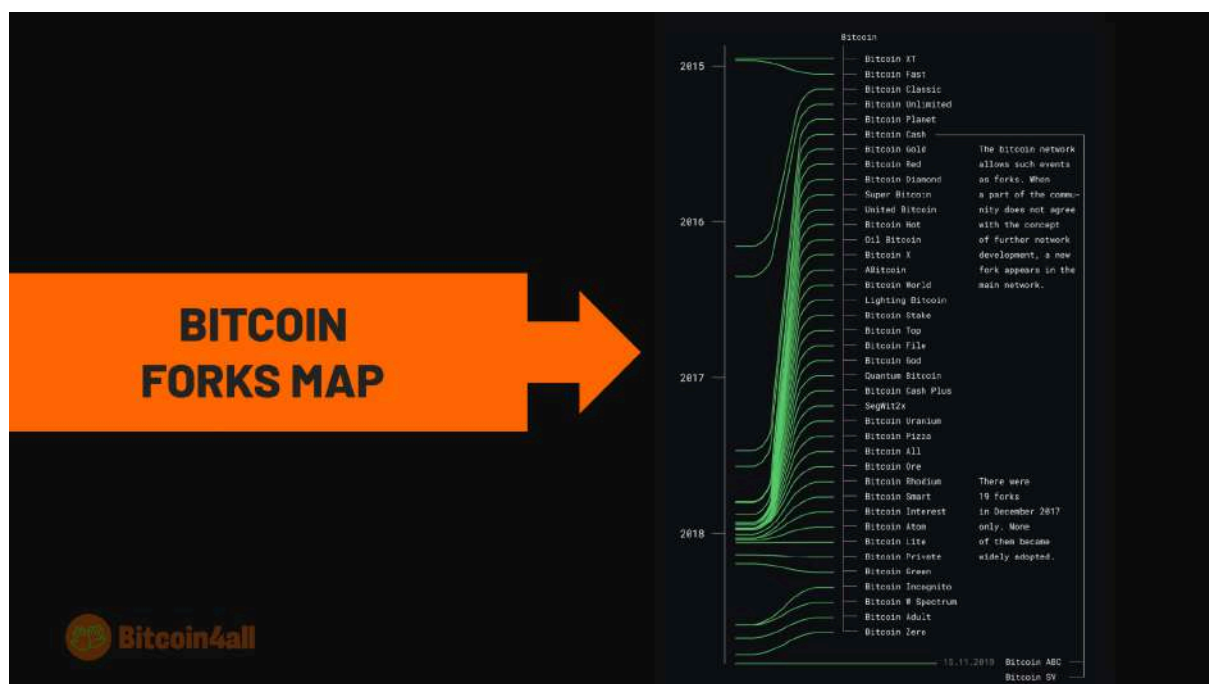 BITCOIN
FORKS MAP
Bitcoin4all
2015
2016
2017
2018
Bitcoin
Bitcoin XT
Bitcoin Fast
Bitcoin Classic
Bitcoin Unlimited
Bitcoin Planet
Bitcoin Cash
Bitcoin Gold
Bitcoin Red
Bitcoin Diamond
Super Bitcoin
United Bitcoin
Bitcoin Hot
Oil Bitcoin
Bitcoin X
ABitcoin
Bitcoin World
Lighting Bitcoin
Bitcoin Stake
Bitcoin Top
Bitcoin File
Bitcoin God
Quantum Bitcoin
Bitcoin Cash Plus
SegWit2x
Bitcoin Uranium
Bitcoin Pizza
Bitcoin All
Bitcoin Ore
Bitcoin Rhodium
Bitcoin Smart
Bitcoin Interest
Bitcoin Atom
Bitcoin Lite
Bitcoin Private
Bitcoin Green
Bitcoin Incognito
Bitcoin W Spectrum
Bitcoin Adult
Bitcoin Zero
The bitcoin network
allows such events
as forks. When
a part of the commu-
nity does not agree
with the concept
of further network
development, a new
fork appears in the
main network.
There were
19 forks
in December 2017
only. None
of them became
widely adopted.
Bitcoin ABC
Bitcoin SV